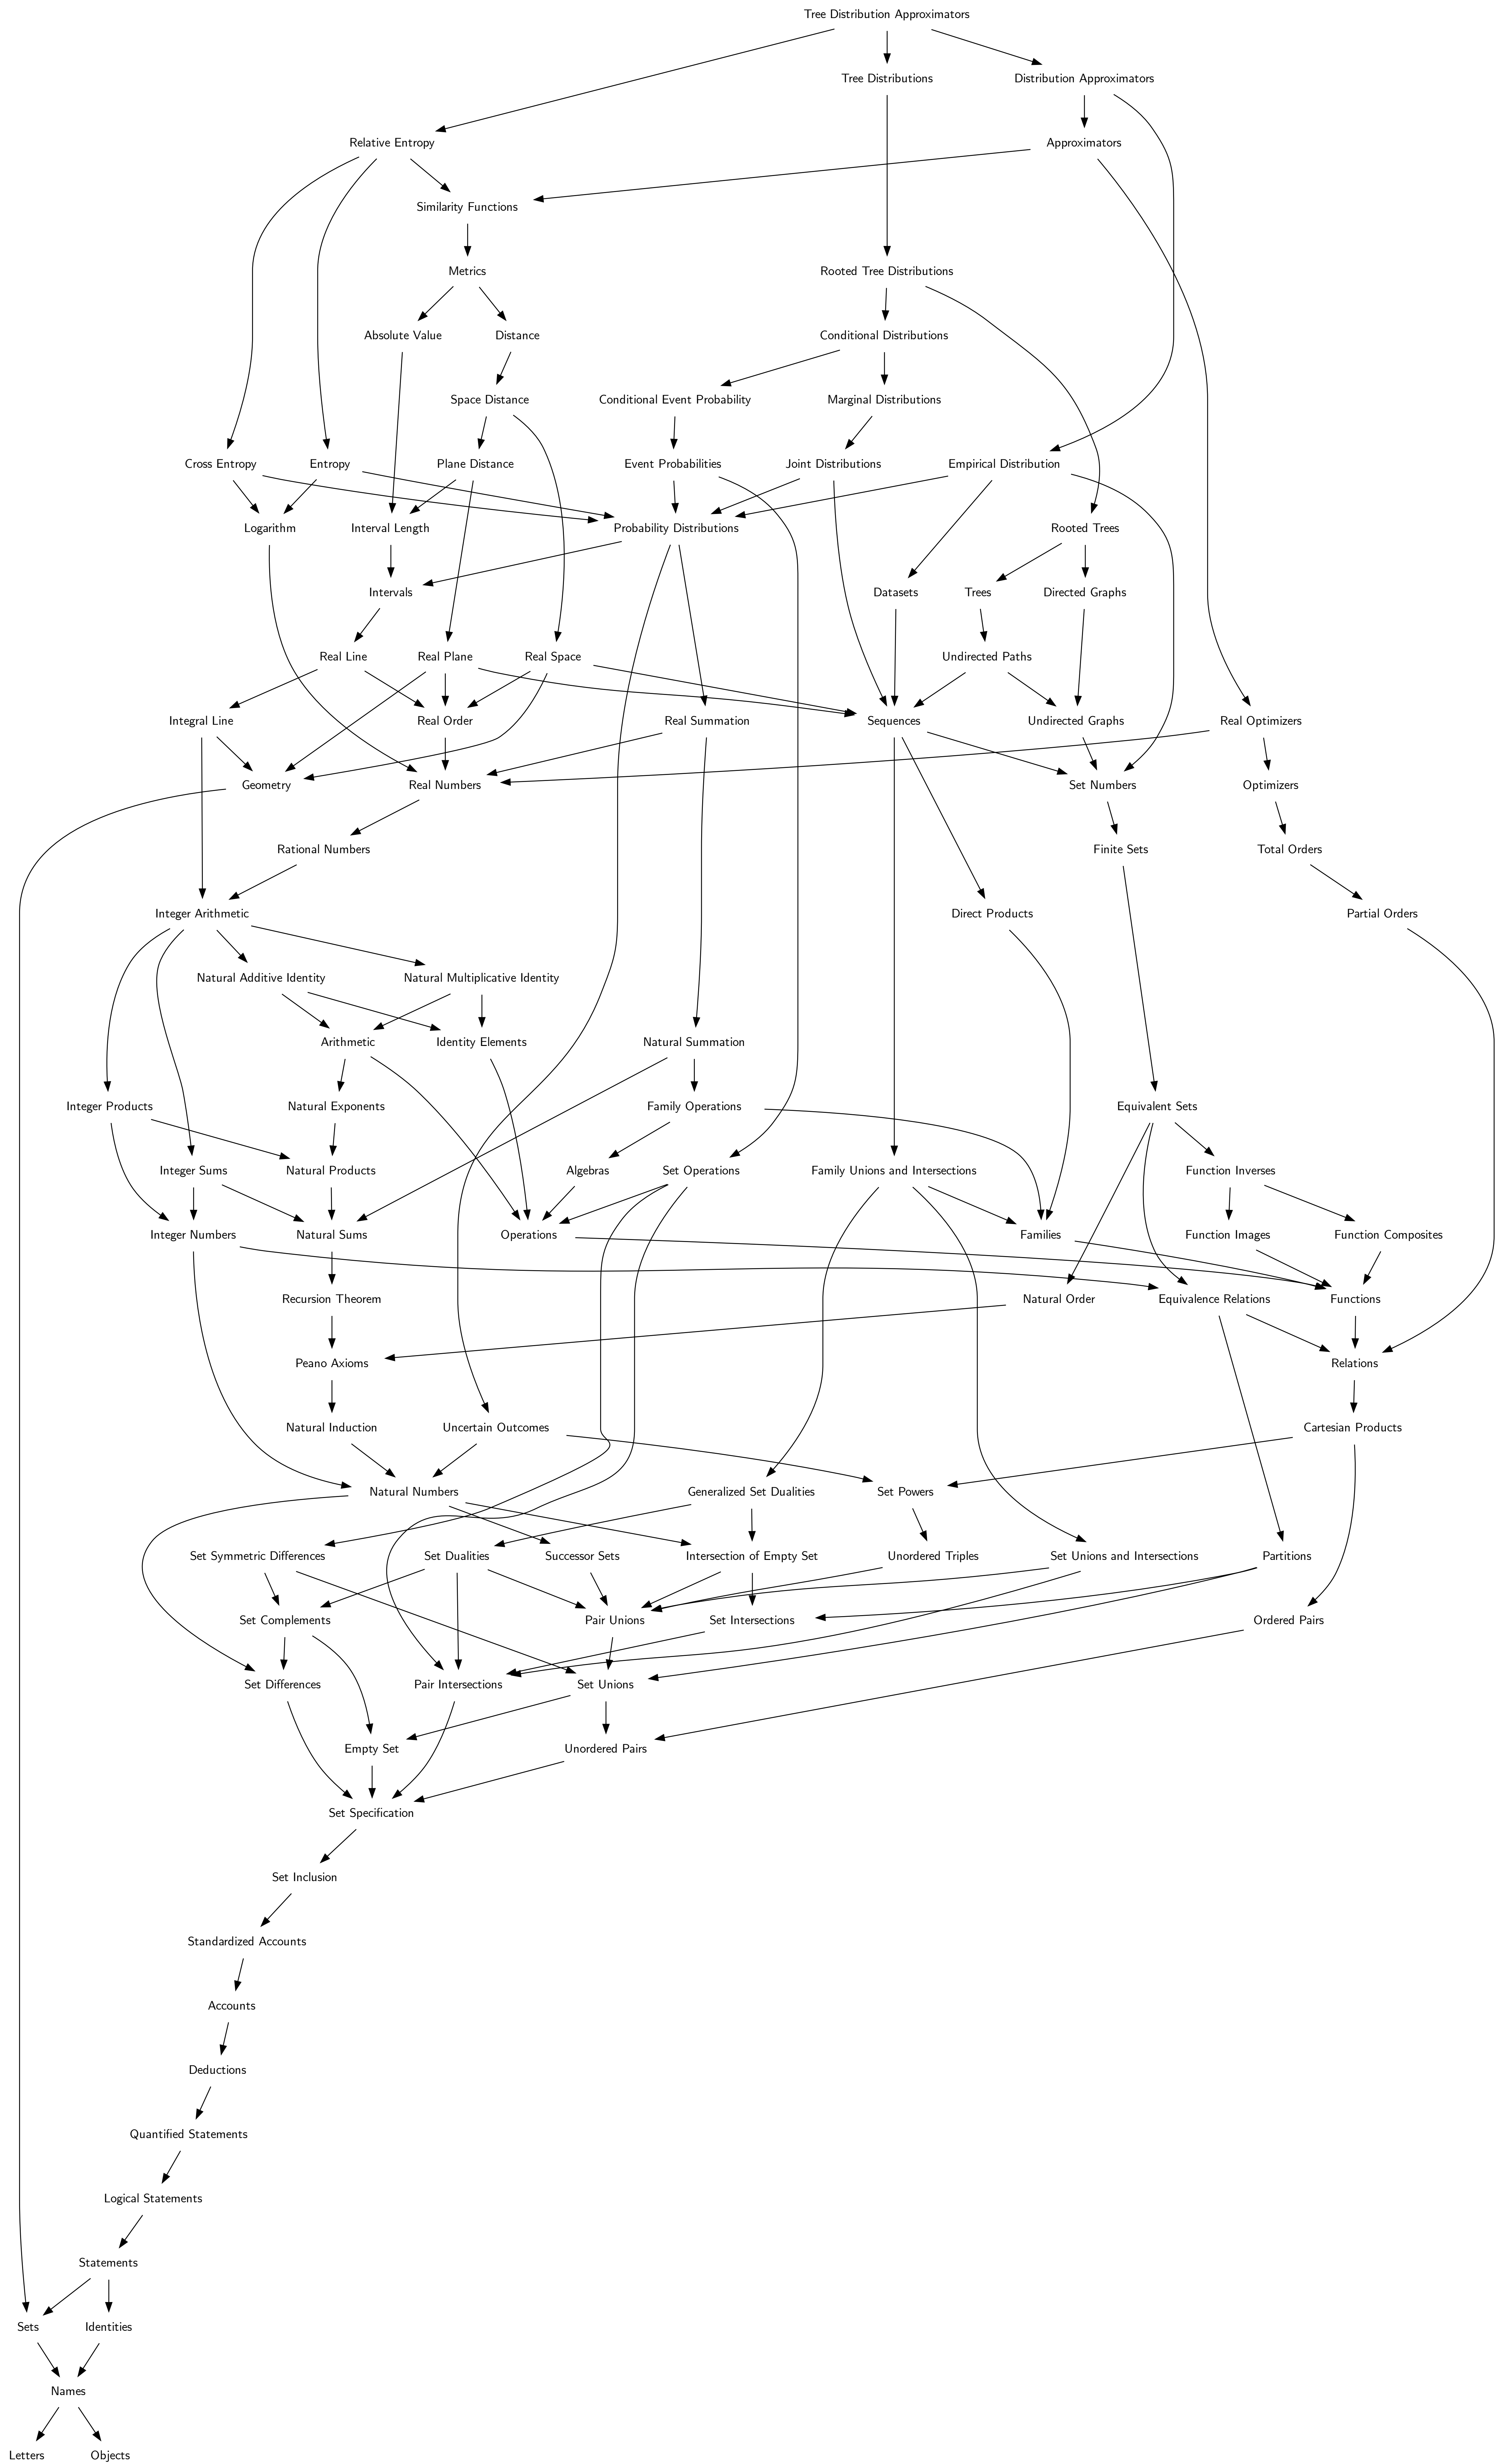 Tree Distribution Approximators
Tree Distributions
Distribution Approximators
Relative Entropy
Approximators
Similarity Functions
Metrics
Rooted Tree Distributions
Absolute Value
Distance
Conditional Distributions
Space Distance
Conditional Event Probability
Marginal Distributions
Cross Entropy
Entropy
Plane Distance
Event Probabilities
Joint Distributions
Empirical Distribution
Logarithm
Interval Length
Probability Distributions
Rooted Trees
Intervals
Datasets
Trees
Directed Graphs
Real Line
Real Plane
Real Space
Undirected Paths
Integral Line
Real Order
Real Summation
Sequences
Undirected Graphs
Real Optimizers
Geometry
Real Numbers
Set Numbers
Optimizers
Rational Numbers
Finite Sets
Total Orders
Integer Arithmetic
Direct Products
Partial Orders
Natural Additive Identity
Natural Multiplicative Identity
Arithmetic
Identity Elements
Natural Summation
Integer Products
Natural Exponents
Family Operations
Equivalent Sets
Integer Sums
Natural Products
Algebras
Set Operations
Family Unions and Intersections
Function Inverses
Integer Numbers
Natural Sums
Operations
Families
Function Images
Function Composites
Recursion Theorem
Natural Order
Equivalence Relations
Functions
Peano Axioms
Relations
Natural Induction
Uncertain Outcomes
Cartesian Products
Natural Numbers
Generalized Set Dualities
Set Powers
Set Symmetric Differences
Set Dualities
Successor Sets
Intersection of Empty Set
Unordered Triples
Set Unions and Intersections
Partitions
Set Complements
Pair Unions
Set Intersections
Ordered Pairs
Set Differences
Pair Intersections
Set Unions
Empty Set
Unordered Pairs
Set Specification
Set Inclusion
Standardized Accounts
Accounts
Deductions
Quantified Statements
Logical Statements
Statements
Sets
Identities
Names
Letters
Objects